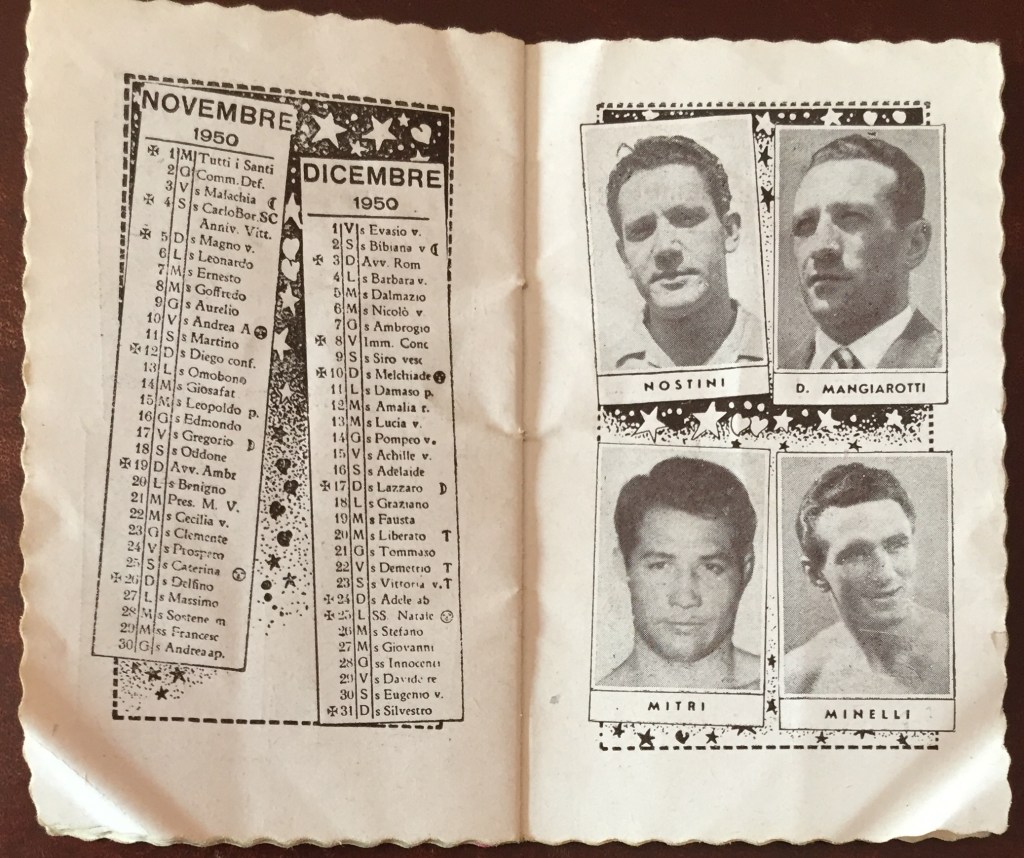 NOVEMBRE
1950
✠ 1 M Tutti i Santi
2 G Comm. Def.
3 V s Malachia ☾
✠ 4 S s CarloBor.SC
Anniv. Vitt.
✠ 5 D s Magno v.
6 L s Leonardo
7 M s Ernesto
8 M s Goffredo
9 G s Aurelio
10 V s Andrea A
11 S s Martino
✠ 12 D s Diego conf.
13 L s Omobono
14 M s Giosafat
15 M s Leopoldo p.
16 G s Edmondo
17 V s Gregorio ☽
18 S s Oddone
✠ 19 D Avv. Ambr
20 L s Benigno
21 M Pres. M. V.
22 M s Cecilia v.
23 G s Clemente
24 V s Prospero
25 S s Caterina
✠ 26 D s Delfino
27 L s Massimo
28 M s Sostene m
29 M ss Francesc
30 G s Andrea ap.
DICEMBRE
1950
1 V s Evasio v.
2 S s Bibiana v ☾
✠ 3 D Avv. Rom
4 L s Barbara v.
5 M s Dalmazio
6 M s Nicolò v
7 G s Ambrogio
✠ 8 V Imm. Conc
9 S s Siro vesc
✠ 10 D s Melchiade
11 L s Damaso p.
12 M s Amalia r.
13 M s Lucia v.
14 G s Pompeo v.
15 V s Achille v.
16 S s Adelaide
✠ 17 D s Lazzaro ☽
18 L s Graziano
19 M s Fausta
20 M s Liberato T
21 G s Tommaso
22 V s Demetrio T
23 S s Vittoria v. T
✠ 24 D s Adele ab
✠ 25 L SS. Natale
26 M s Stefano
27 M s Giovanni
28 G ss Innocenti
29 V s Davide re
30 S s Eugenio v.
✠ 31 D s Silvestro
NOSTINI
D. MANGIAROTTI
MITRI
MINELLI